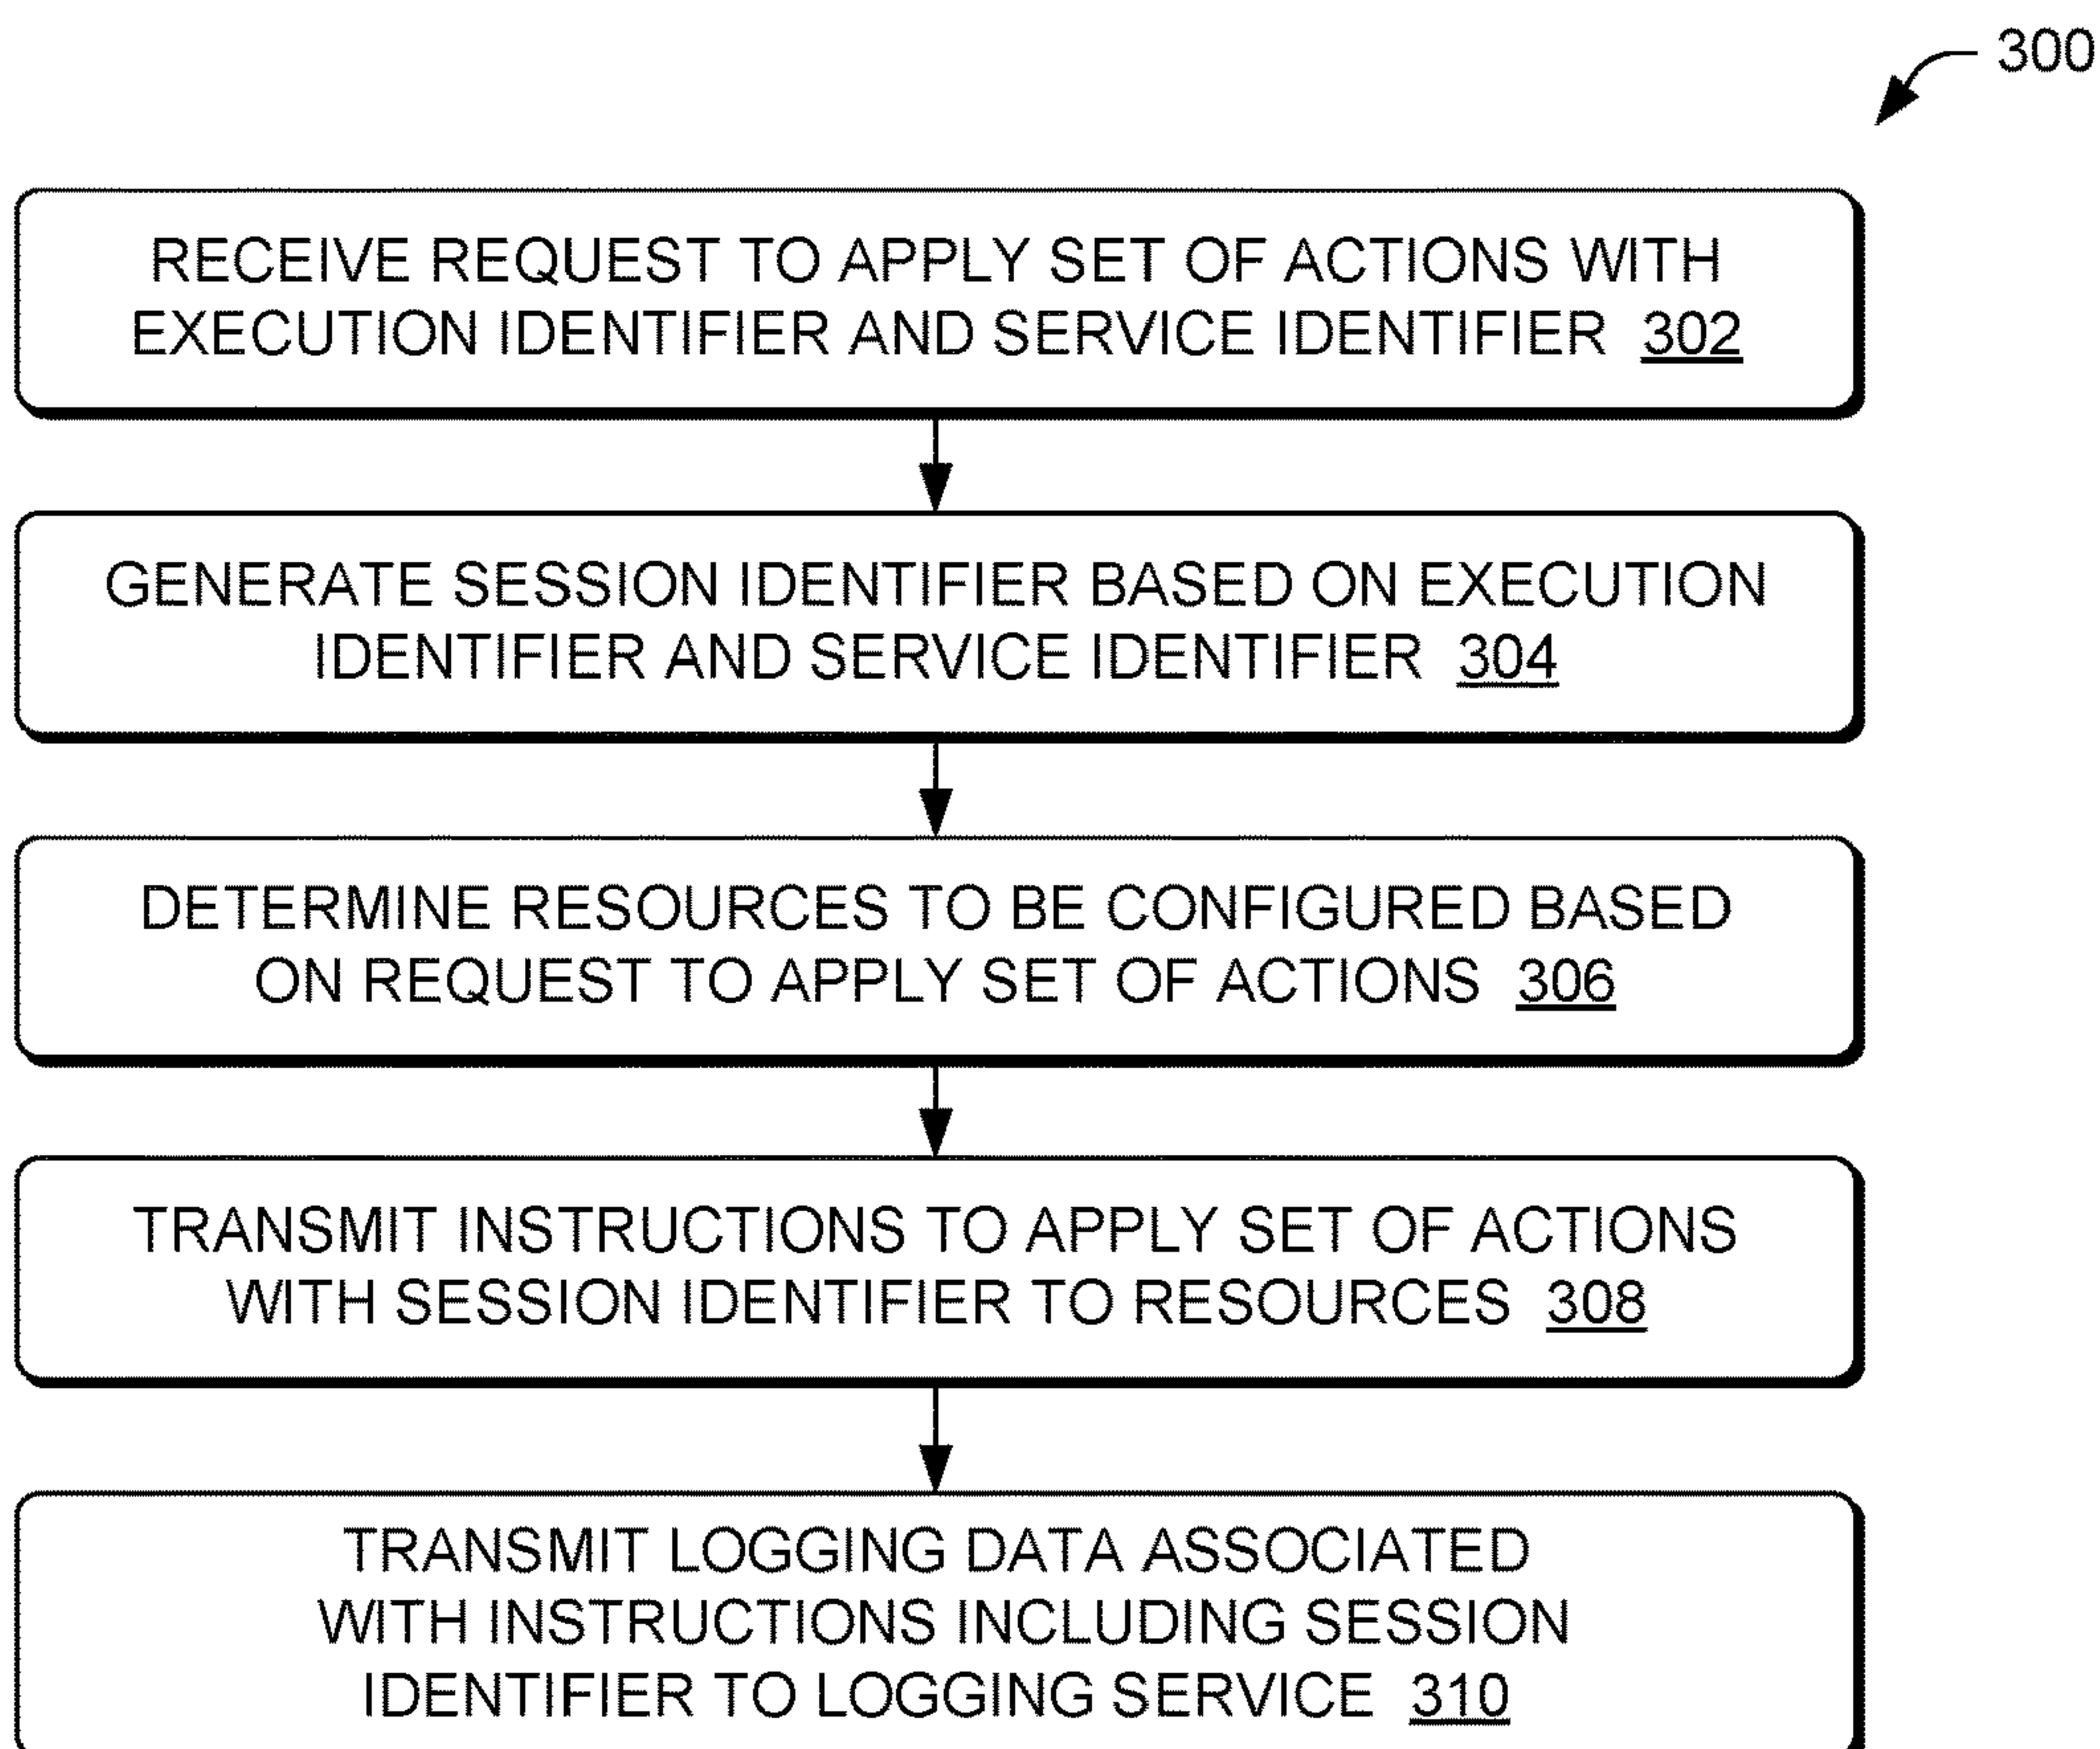 300
RECEIVE REQUEST TO APPLY SET OF ACTIONS WITH
EXECUTION IDENTIFIER AND SERVICE IDENTIFIER 302
GENERATE SESSION IDENTIFIER BASED ON EXECUTION
IDENTIFIER AND SERVICE IDENTIFIER 304
DETERMINE RESOURCES TO BE CONFIGURED BASED
ON REQUEST TO APPLY SET OF ACTIONS 306
TRANSMIT INSTRUCTIONS TO APPLY SET OF ACTIONS
WITH SESSION IDENTIFIER TO RESOURCES 308
TRANSMIT LOGGING DATA ASSOCIATED
WITH INSTRUCTIONS INCLUDING SESSION
IDENTIFIER TO LOGGING SERVICE 310